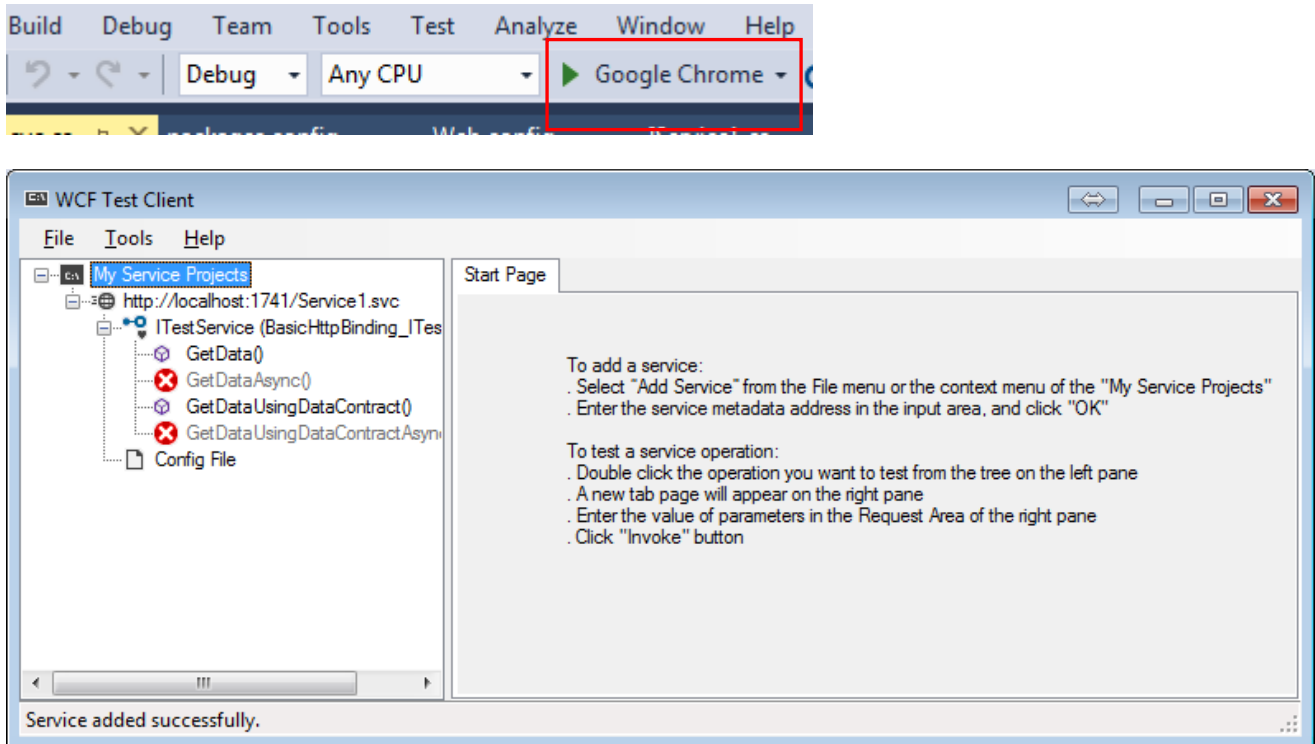 Build Debug Team Tools Test Analyze Window Help
Debug Any CPU Google Chrome
packages.config Web.config
WCF Test Client
File Tools Help
My Service Projects
Start Page
http://localhost:1741/Service1.svc
ITestService (BasicHttpBinding_ITes
GetData()
GetDataAsync()
GetDataUsingDataContract()
GetDataUsingDataContractAsyn
Config File
To add a service:
. Select "Add Service" from the File menu or the context menu of the "My Service Projects"
. Enter the service metadata address in the input area, and click "OK"
To test a service operation:
. Double click the operation you want to test from the tree on the left pane
. A new tab page will appear on the right pane
. Enter the value of parameters in the Request Area of the right pane
. Click "Invoke" button
Service added successfully.